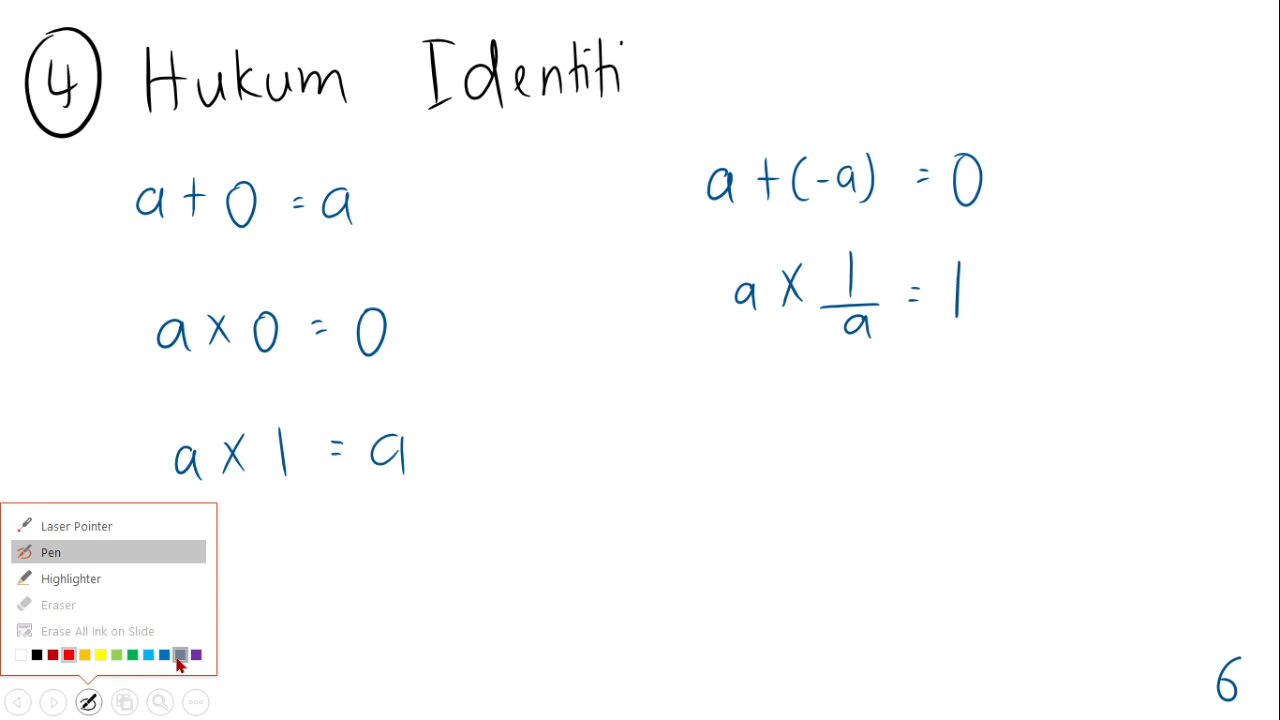 4 Hukum Identiti
a + 0 = a
a × 0 = 0
a × 1 = a
a + (-a) = 0
a × 1/a = 1
Laser Pointer
Pen
Highlighter
Eraser
Erase All Ink on Slide
6